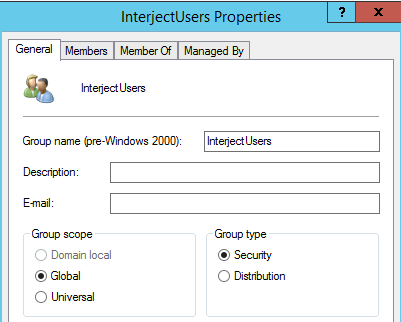 InterjectUsers Properties
? x
General Members Member Of Managed By
InterjectUsers
Group name (pre-Windows 2000): InterjectUsers
Description:
E-mail:
Group scope Group type
Domain local Security
Global Distribution
Universal